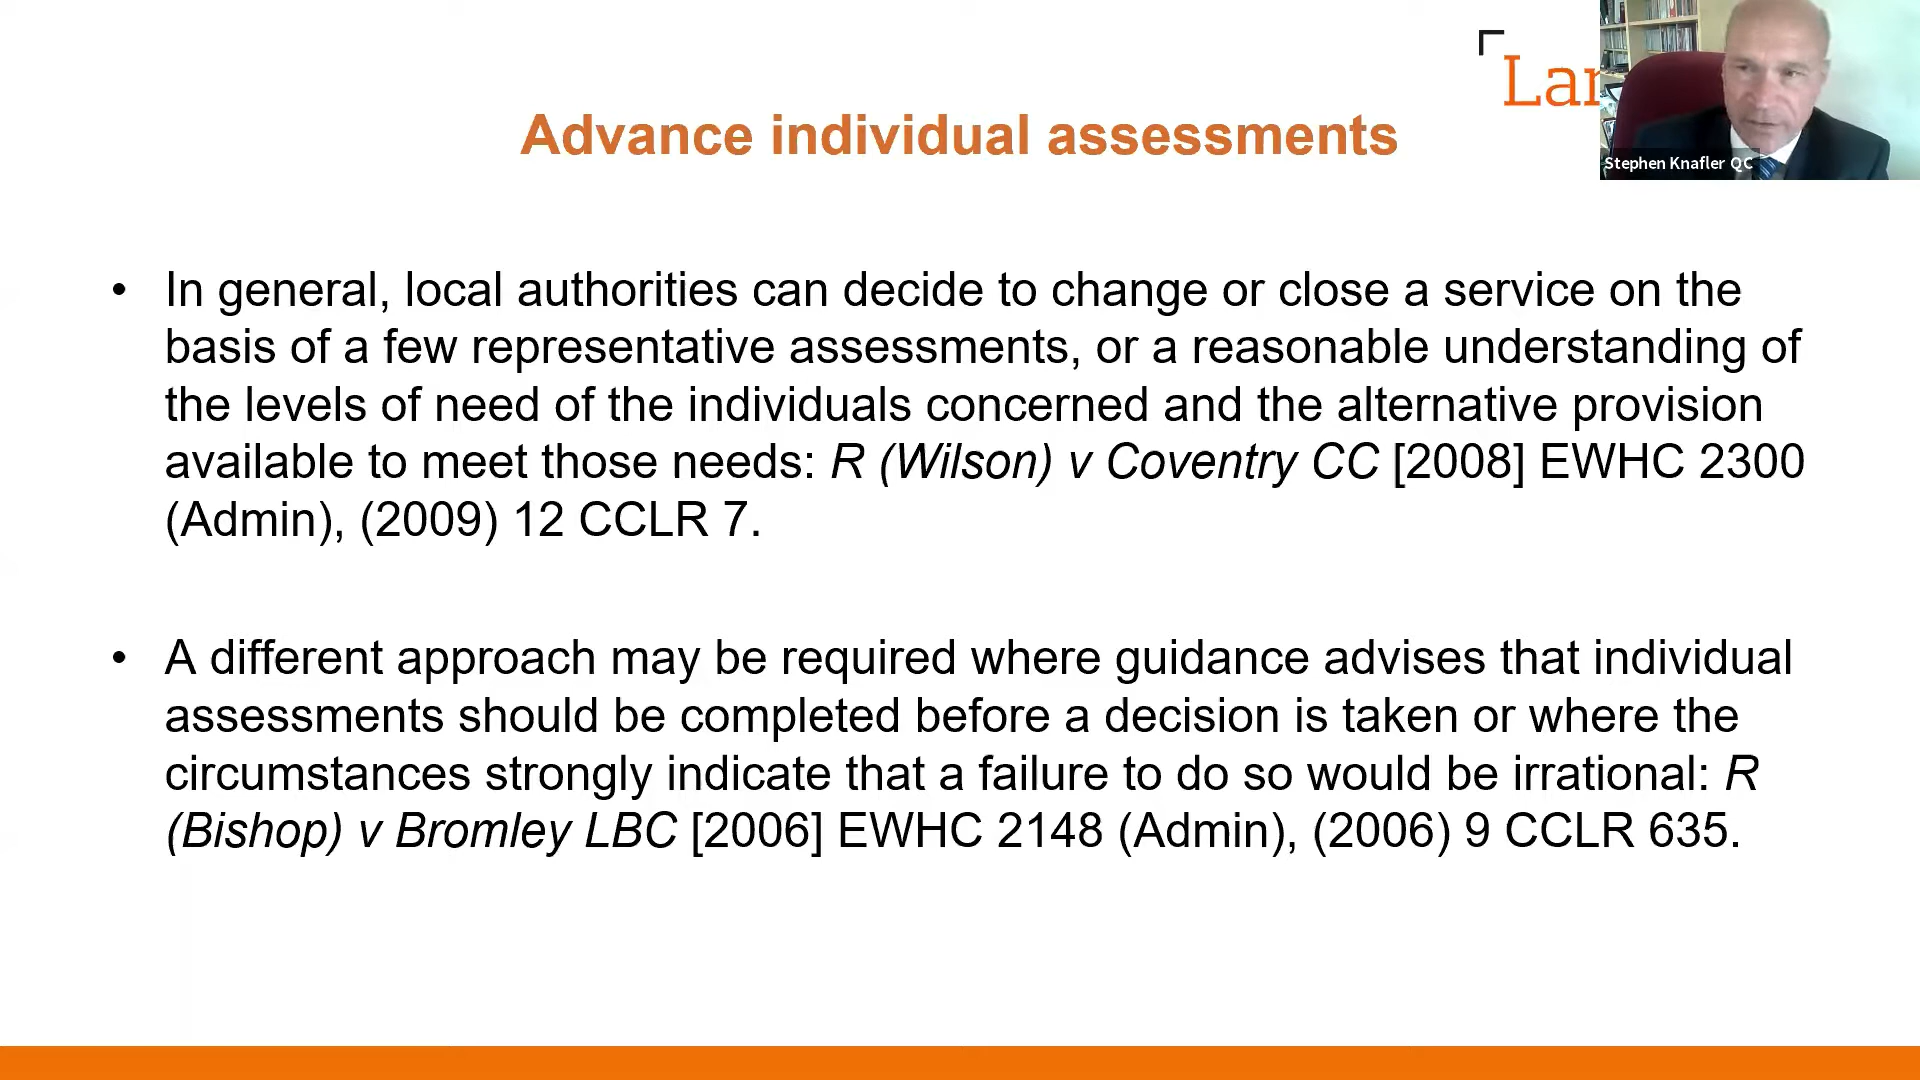 Lar
Stephen Knafler QC
Advance individual assessments
• In general, local authorities can decide to change or close a service on the
basis of a few representative assessments, or a reasonable understanding of
the levels of need of the individuals concerned and the alternative provision
available to meet those needs: R (Wilson) v Coventry CC [2008] EWHC 2300
(Admin), (2009) 12 CCLR 7.
• A different approach may be required where guidance advises that individual
assessments should be completed before a decision is taken or where the
circumstances strongly indicate that a failure to do so would be irrational: R
(Bishop) v Bromley LBC [2006] EWHC 2148 (Admin), (2006) 9 CCLR 635.